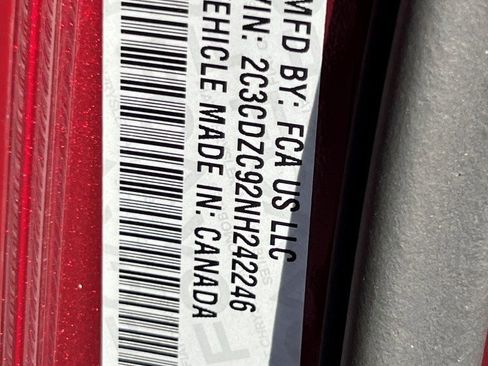 MFD BY: FCA US LLC
VIN: 2C3CDZC92NH242246
VEHICLE MADE IN: CANADA